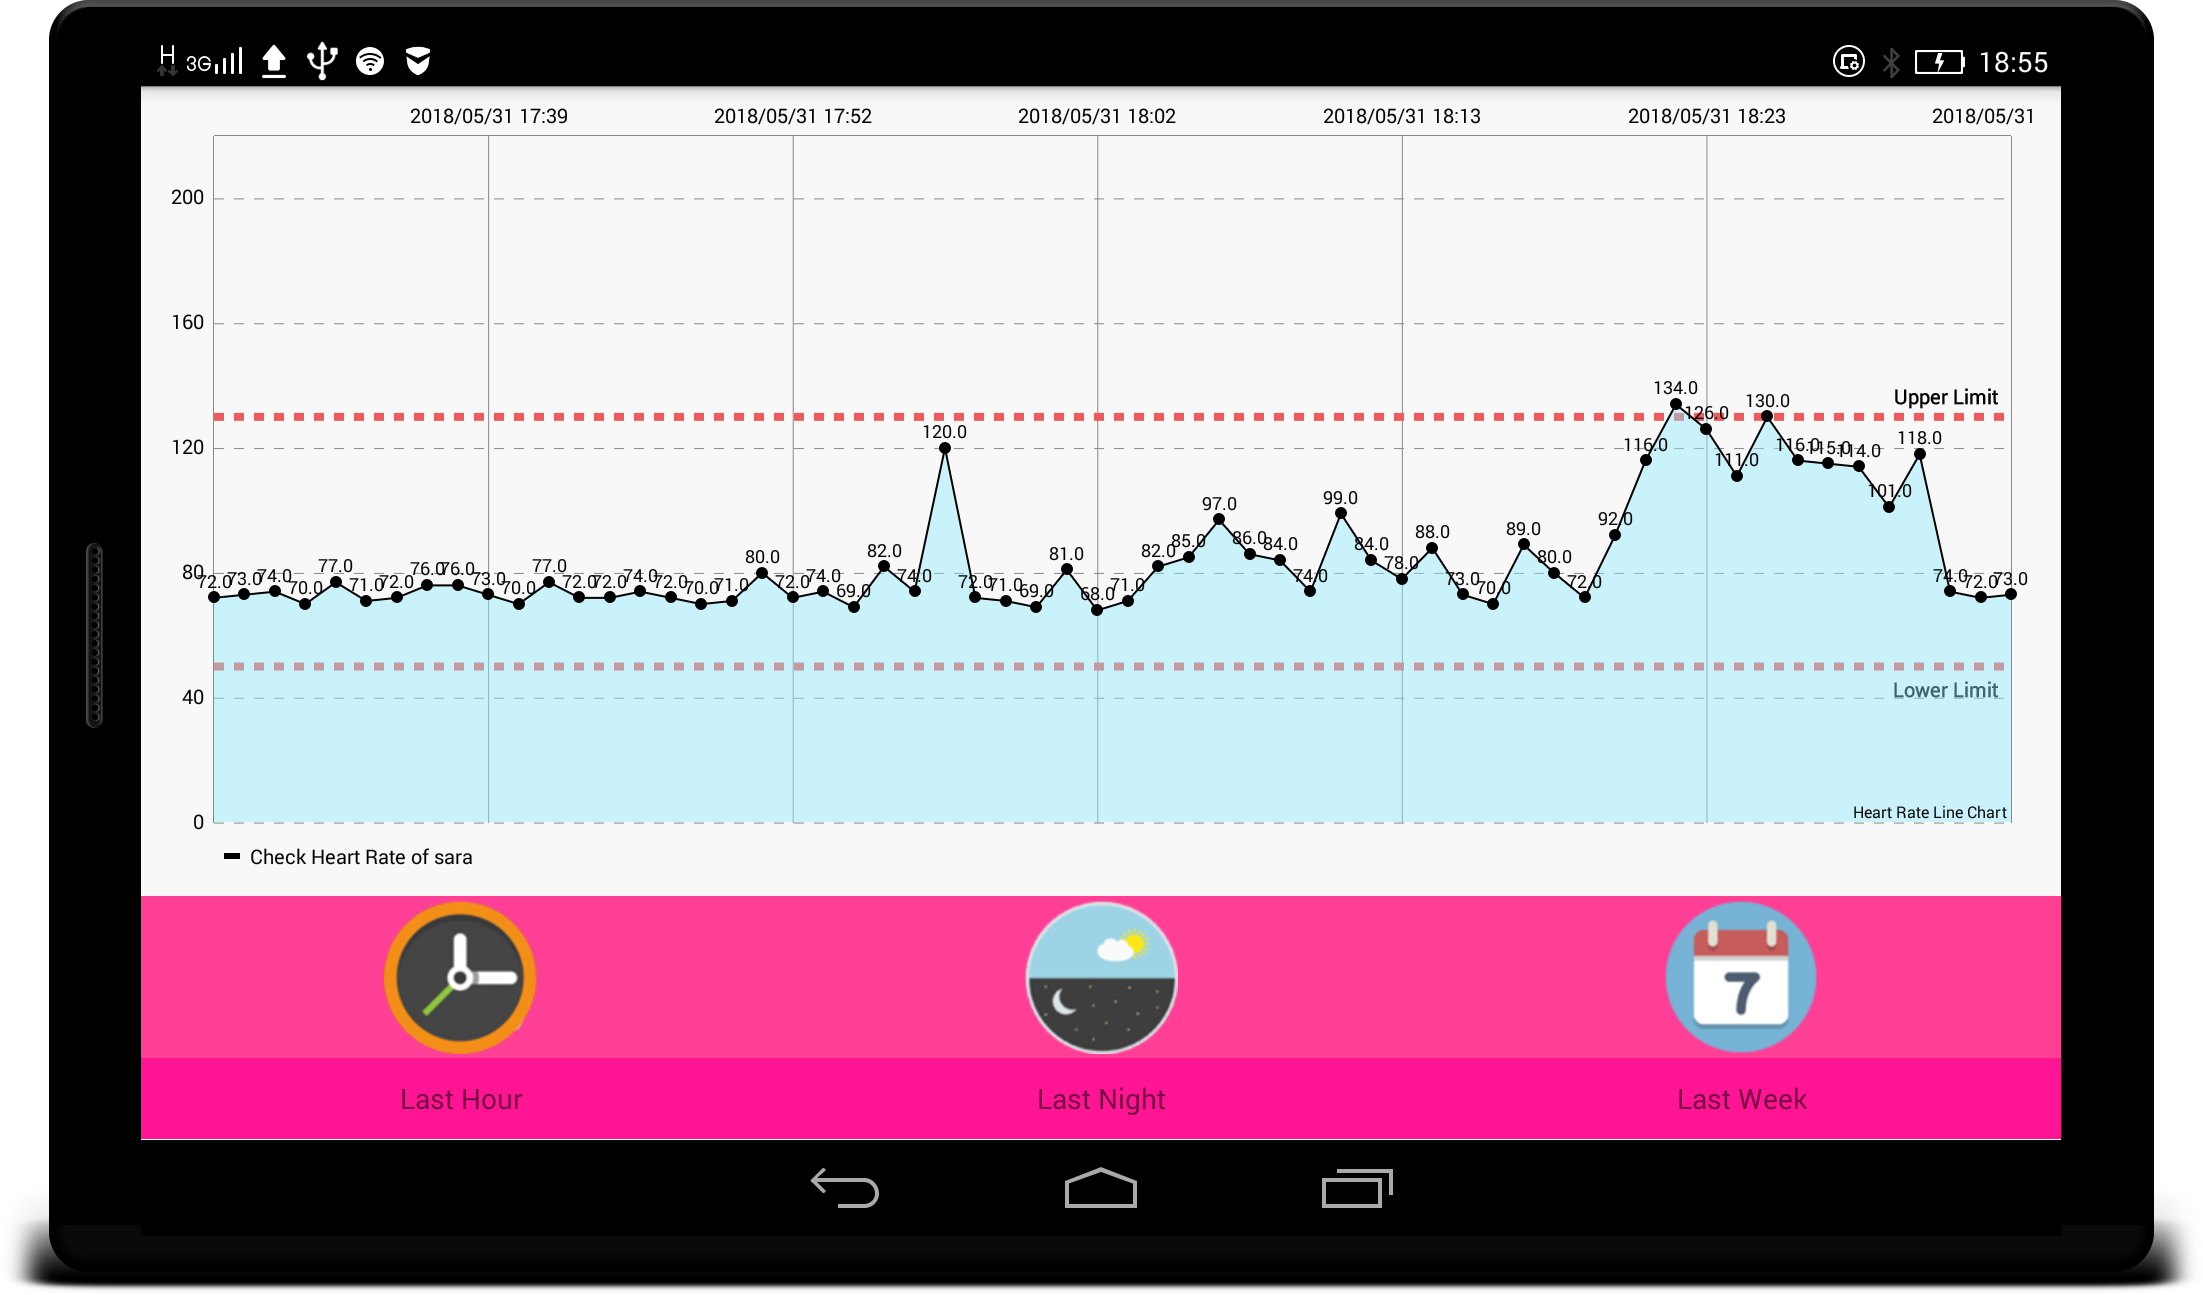 H 3G 18:55
2018/05/31 17:39 2018/05/31 17:52 2018/05/31 18:02 2018/05/31 18:13 2018/05/31 18:23 2018/05/31
200
160
134.0 130.0 Upper Limit
126.0
120.0 118.0
120 116.0 111.0 116.0 115.0 114.0
97.0 99.0 101.0
92.0
82.0 85.0 86.0 84.0 84.0 88.0 89.0
80 72.0 73.0 74.0 70.0 77.0 71.0 72.0 76.0 76.0 73.0 70.0 77.0 72.0 72.0 74.0 72.0 70.0 71.0 80.0 72.0 74.0 69.0 82.0 74.0 72.0 71.0 69.0 81.0 68.0 71.0 74.0 78.0 73.0 70.0 80.0 72.0 74.0 72.0 73.0
40 Lower Limit
0 Heart Rate Line Chart
Check Heart Rate of sara
7
Last Hour Last Night Last Week